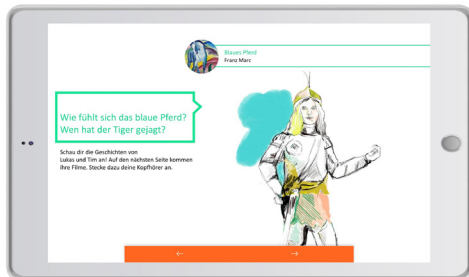 Blaues Pferd
Franz Marc
Wie fühlt sich das blaue Pferd?
Wen hat der Tiger gejagt?
Schau dir die Geschichten von
Lukas und Tim an! Auf den nächsten Seite kommen
ihre Filme. Stecke dazu deine Kopfhörer an.